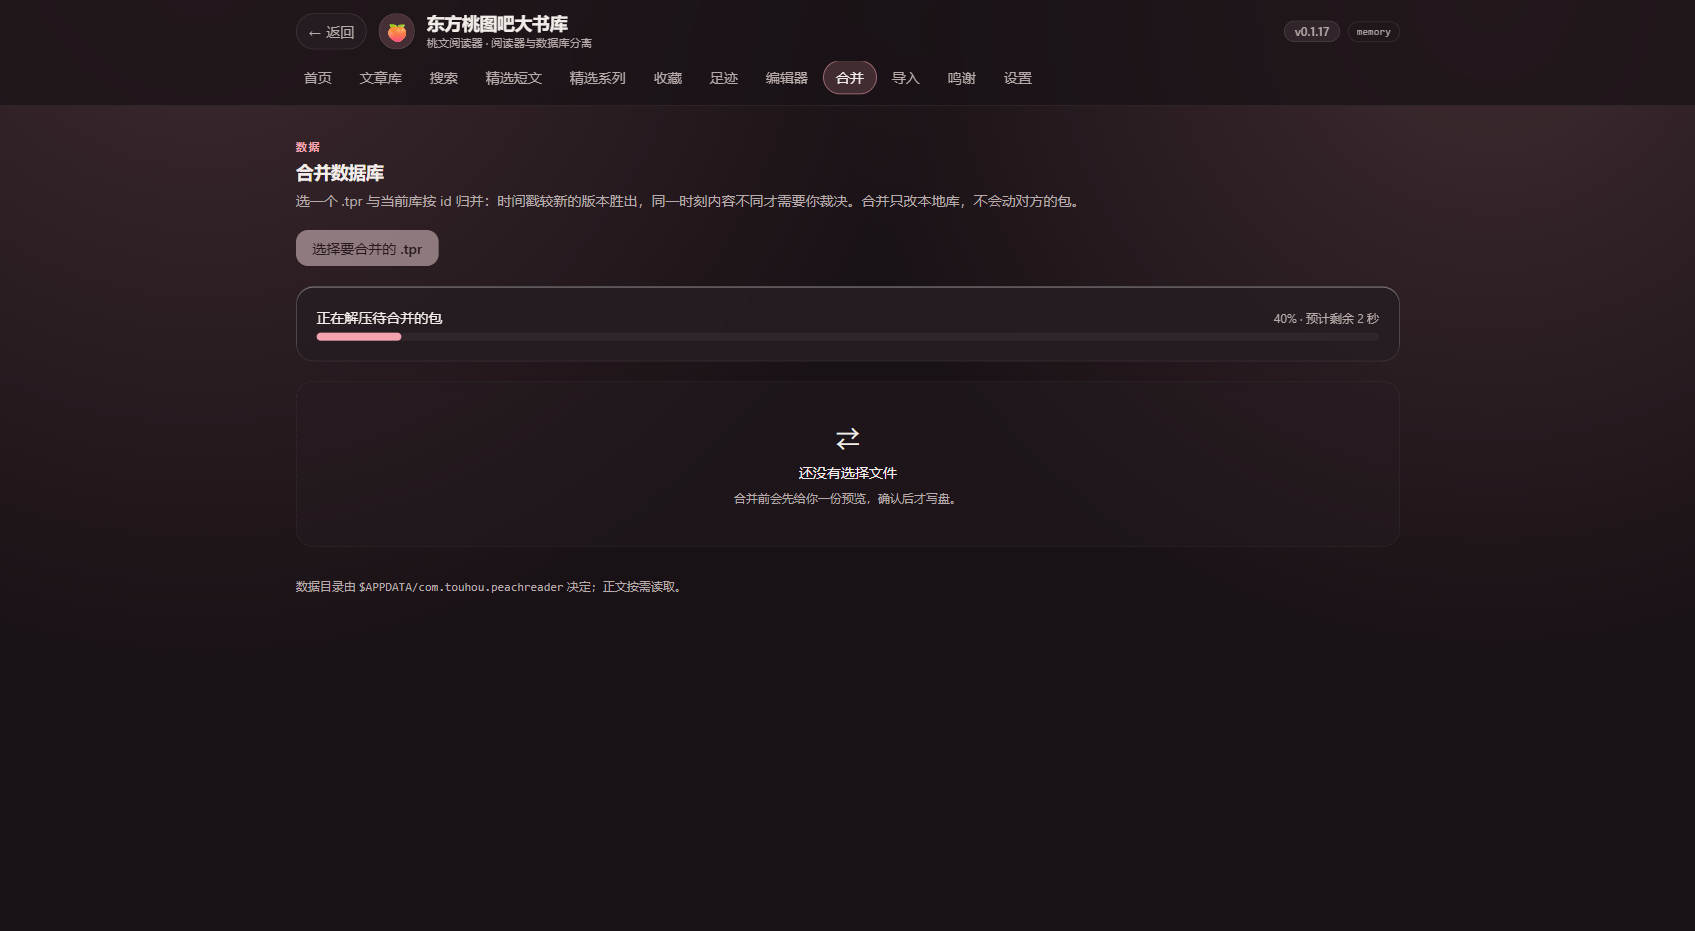 ← 返回
东方桃图吧大书库
桃文阅读器 · 阅读器与数据库分离
v0.1.17
memory
首页 文章库 搜索 精选短文 精选系列 收藏 足迹 编辑器 合并 导入 鸣谢 设置
数据
合并数据库
选一个 .tpr 与当前库按 id 归并：时间戳较新的版本胜出，同一时刻内容不同才需要你裁决。合并只改本地库，不会动对方的包。
选择要合并的 .tpr
正在解压待合并的包
40% · 预计剩余 2 秒
还没有选择文件
合并前会先给你一份预览，确认后才写盘。
数据目录由 $APPDATA/com.touhou.peachreader 决定；正文按需读取。